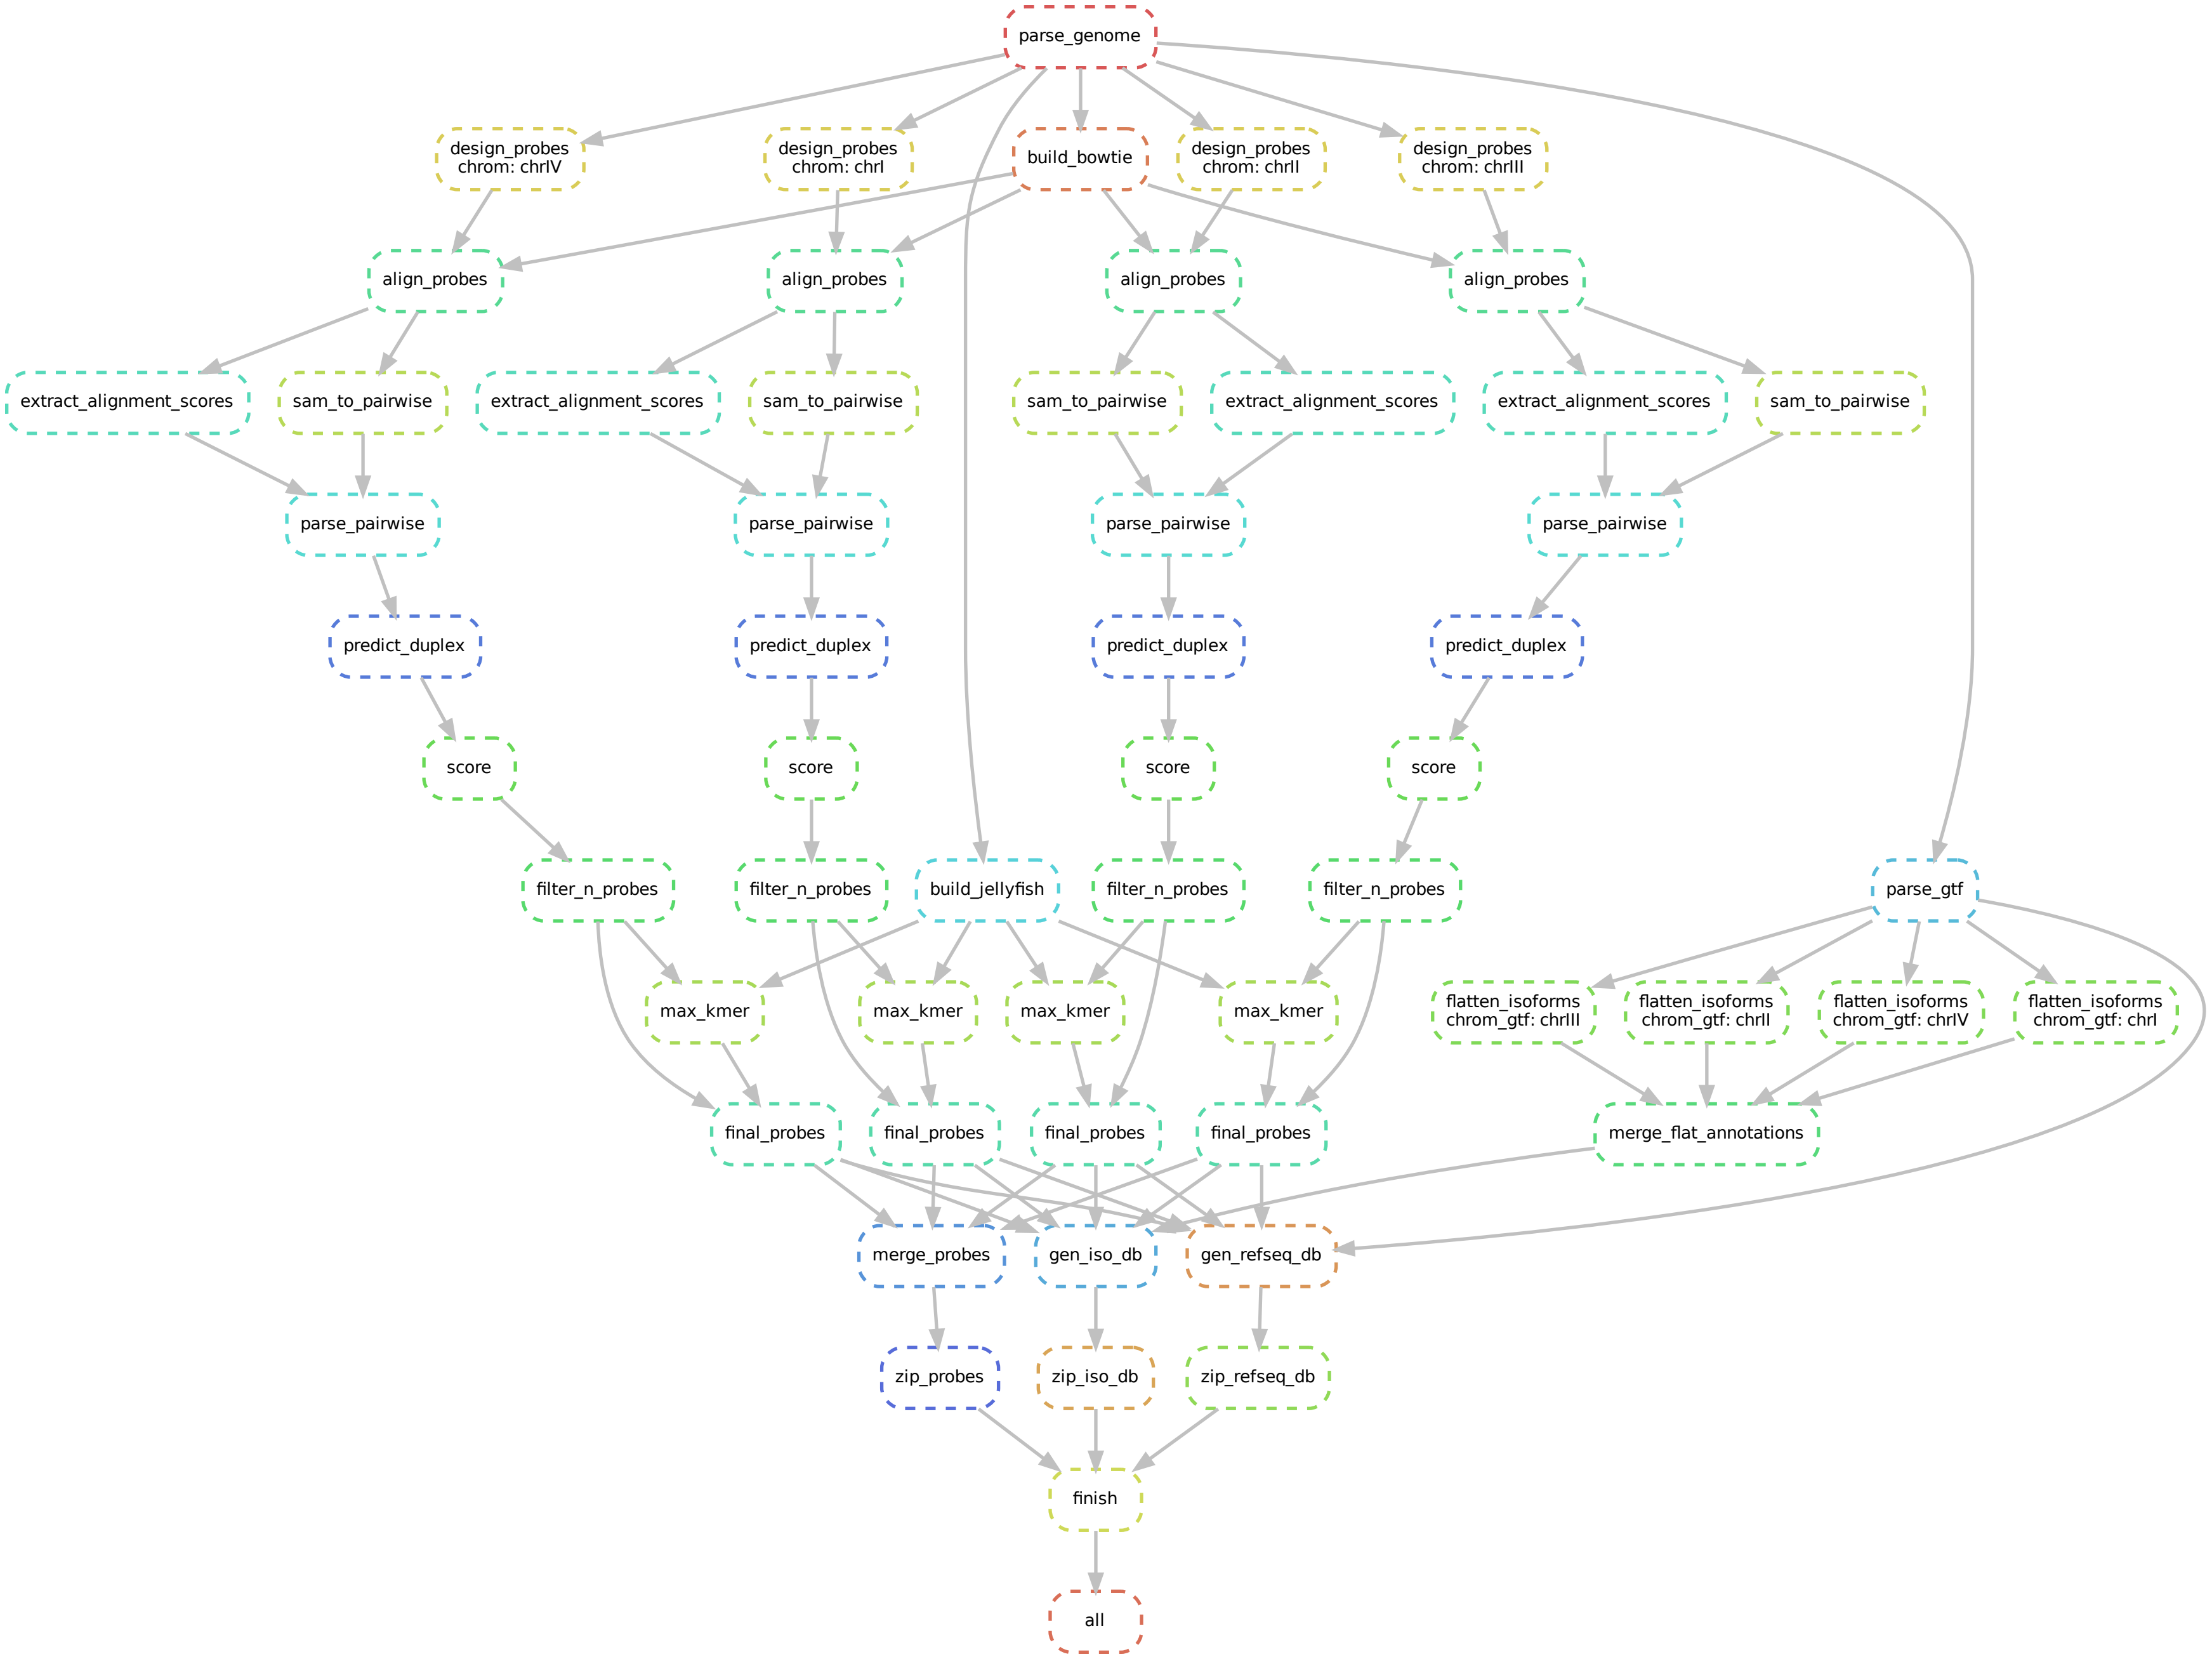 parse_genome
design_probes
chrom: chrIV
design_probes
chrom: chrI
build_bowtie
design_probes
chrom: chrII
design_probes
chrom: chrIII
align_probes
align_probes
align_probes
align_probes
extract_alignment_scores
sam_to_pairwise
extract_alignment_scores
sam_to_pairwise
sam_to_pairwise
extract_alignment_scores
extract_alignment_scores
sam_to_pairwise
parse_pairwise
parse_pairwise
parse_pairwise
parse_pairwise
predict_duplex
predict_duplex
predict_duplex
predict_duplex
score
score
score
score
filter_n_probes
filter_n_probes
build_jellyfish
filter_n_probes
filter_n_probes
parse_gtf
max_kmer
max_kmer
max_kmer
max_kmer
flatten_isoforms
chrom_gtf: chrIII
flatten_isoforms
chrom_gtf: chrII
flatten_isoforms
chrom_gtf: chrIV
flatten_isoforms
chrom_gtf: chrI
final_probes
final_probes
final_probes
final_probes
merge_flat_annotations
merge_probes
gen_iso_db
gen_refseq_db
zip_probes
zip_iso_db
zip_refseq_db
finish
all